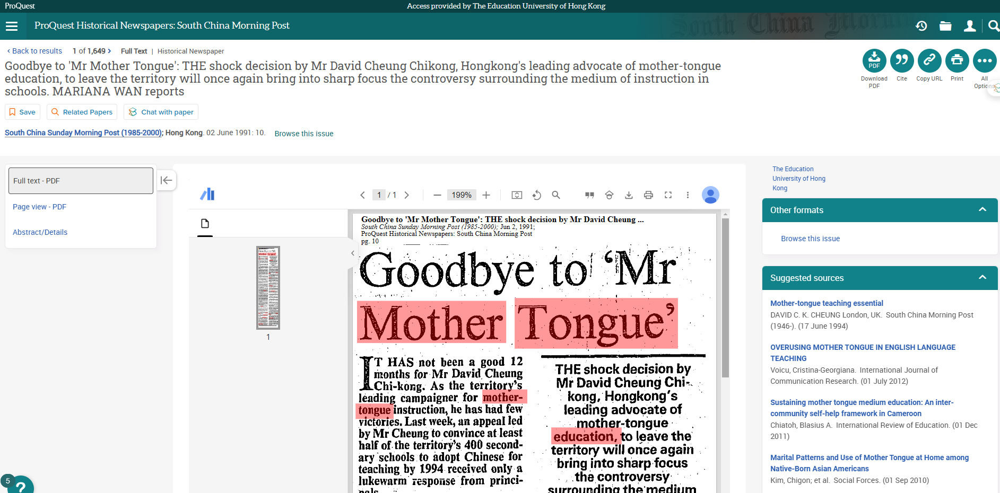 ProQuest
Access provided by The Education University of Hong Kong
ProQuest Historical Newspapers: South China Morning Post
South China Morning
Back to results
1 of 1,649
Full Text | Historical Newspaper
Goodbye to 'Mr Mother Tongue': THE shock decision by Mr David Cheung Chikong, Hongkong's leading advocate of mother-tongue
education, to leave the territory will once again bring into sharp focus the controversy surrounding the medium of instruction in
schools. MARIANA WAN reports
PDF
Download
PDF
Cite
Copy URL
Print
All
Options
Save
Related Papers
Chat with paper
South China Sunday Morning Post (1985-2000); Hong Kong. 02 June 1991: 10.
Browse this issue
Full text - PDF
Page view - PDF
Abstract/Details
1 / 1
199%
1
Goodbye to 'Mr Mother Tongue': THE shock decision by Mr David Cheung ...
South China Sunday Morning Post (1985-2000); Jun 2, 1991;
ProQuest Historical Newspapers: South China Morning Post
pg. 10
Goodbye to ‘Mr
Mother Tongue’
IT HAS not been a good 12
months for Mr David Cheung
Chi-kong. As the territory’s
leading campaigner for mother-
tongue instruction, he has had few
victories. Last week, an appeal led
by Mr Cheung to convince at least
half of the territory’s 400 second-
ary schools to adopt Chinese for
teaching by 1994 received only a
lukewarm response from princi-
pals.
THE shock decision by
Mr David Cheung Chi-
kong, Hongkong’s
leading advocate of
mother-tongue
education, to leave the
territory will once again
bring into sharp focus
the controversy
surrounding the medium
The Education
University of Hong
Kong
Other formats
Browse this issue
Suggested sources
Mother-tongue teaching essential
DAVID C. K. CHEUNG London, UK. South China Morning Post
(1946-). (17 June 1994)
OVERUSING MOTHER TONGUE IN ENGLISH LANGUAGE
TEACHING
Voicu, Cristina-Georgiana. International Journal of
Communication Research. (01 July 2012)
Sustaining mother tongue medium education: An inter-
community self-help framework in Cameroon
Chiatoh, Blasius A. International Review of Education. (01 Dec
2011)
Marital Patterns and Use of Mother Tongue at Home among
Native-Born Asian Americans
Kim, Chigon; et al. Social Forces. (01 Sep 2010)
5
?